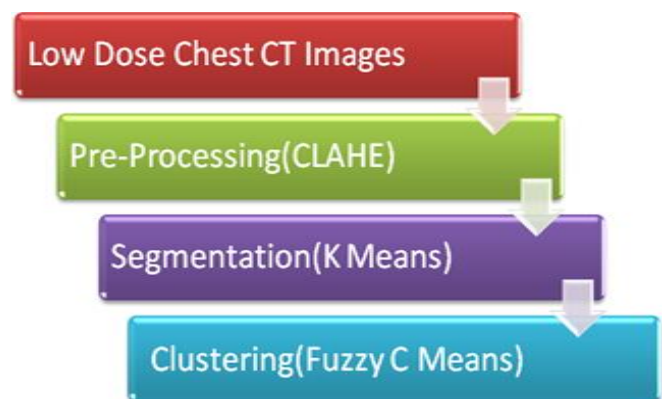 Low Dose Chest CT Images
Pre-Processing(CLAHE)
Segmentation(K Means)
Clustering(Fuzzy C Means)